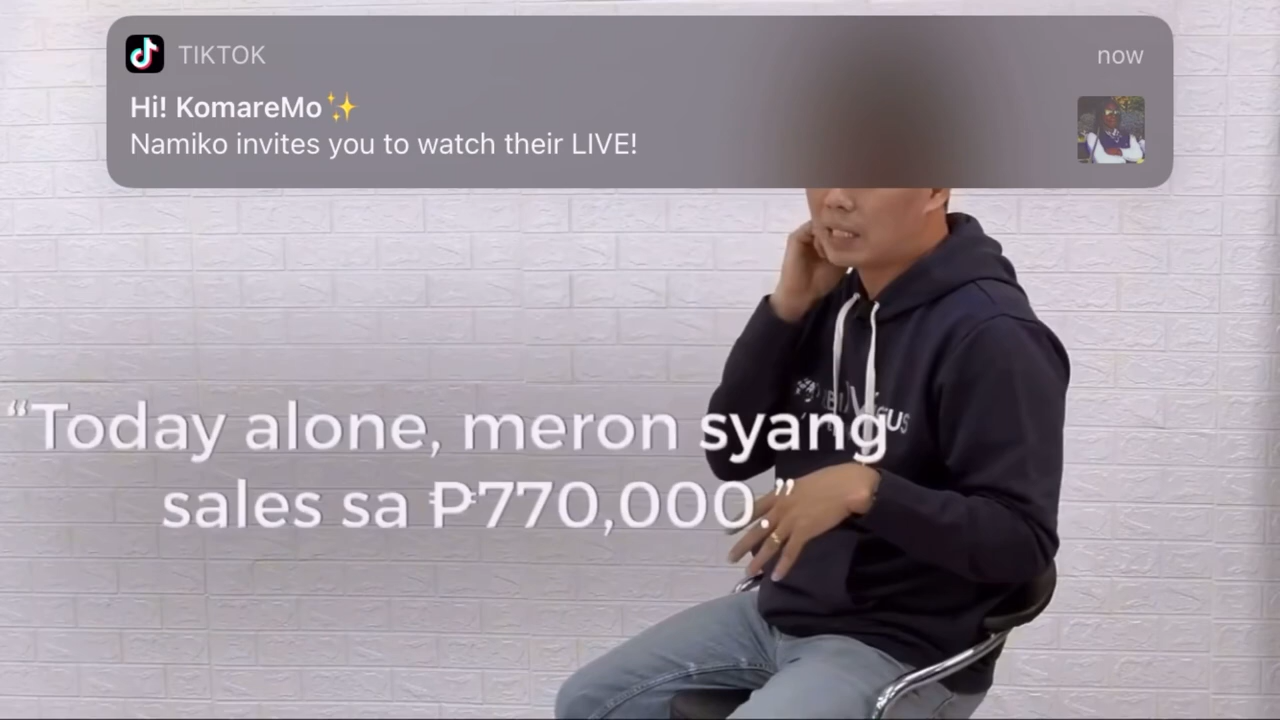 TIKTOK
now
Hi! KomareMo✨
Namiko invites you to watch their LIVE!
“Today alone, meron syang
sales sa ₱770,000.”